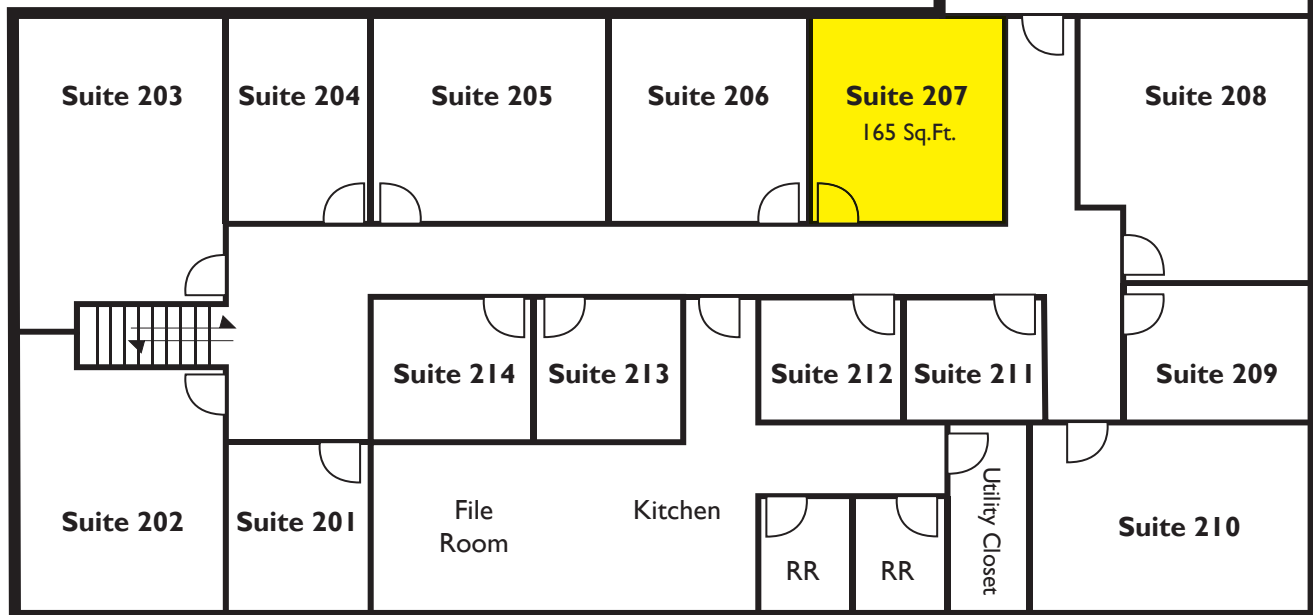 Suite 203
Suite 204
Suite 205
Suite 206
Suite 207
165 Sq.Ft.
Suite 208
Suite 214
Suite 213
Suite 212
Suite 211
Suite 209
Suite 202
Suite 201
File
Room
Kitchen
RR
RR
Utility Closet
Suite 210